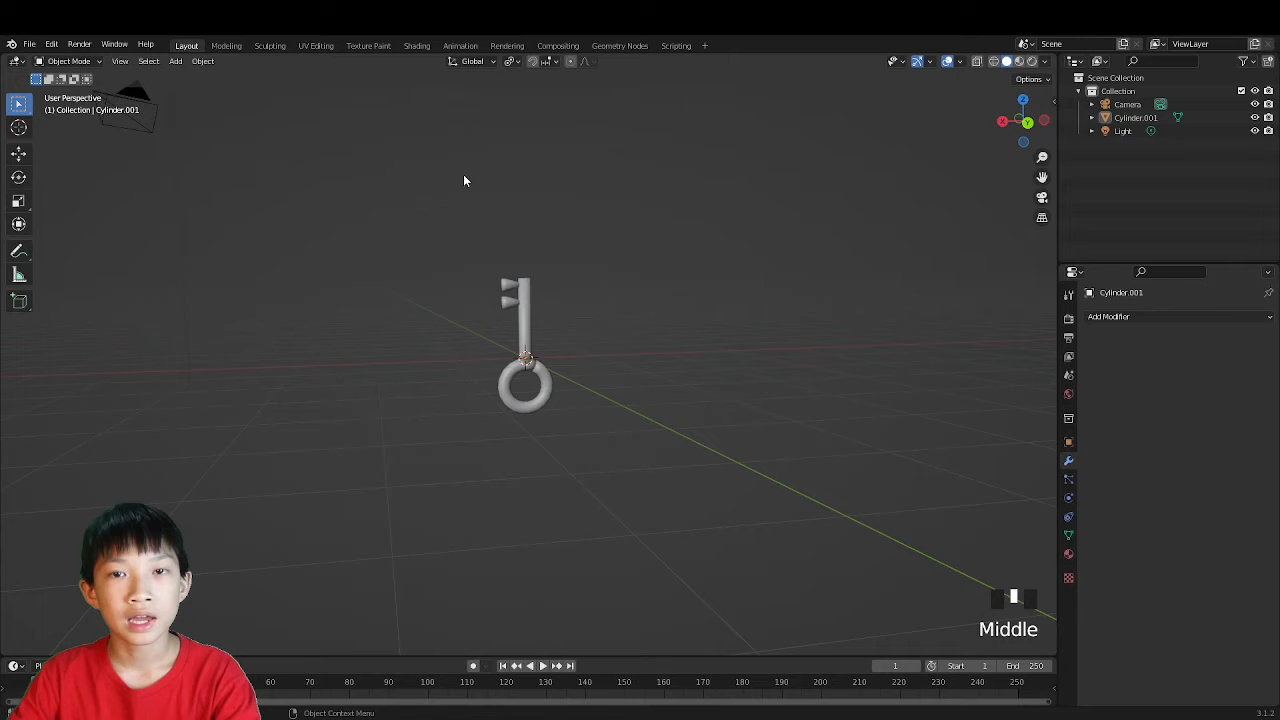 File Edit Render Window Help Layout Modeling Sculpting UV Editing Texture Paint Shading Animation Rendering Compositing Geometry Nodes Scripting + Scene ViewLayer
Object Mode View Select Add Object Global
Options
User Perspective
(1) Collection | Cylinder.001
Scene Collection
Collection
Camera
Cylinder.001
Light
Z
X
Y
Cylinder.001
Add Modifier
Middle
1 Start 1 End 250
60 70 80 90 100 110 120 130 140 150 160 170 180 190 200 210 220 230 240 250
Object Context Menu
3.1.2